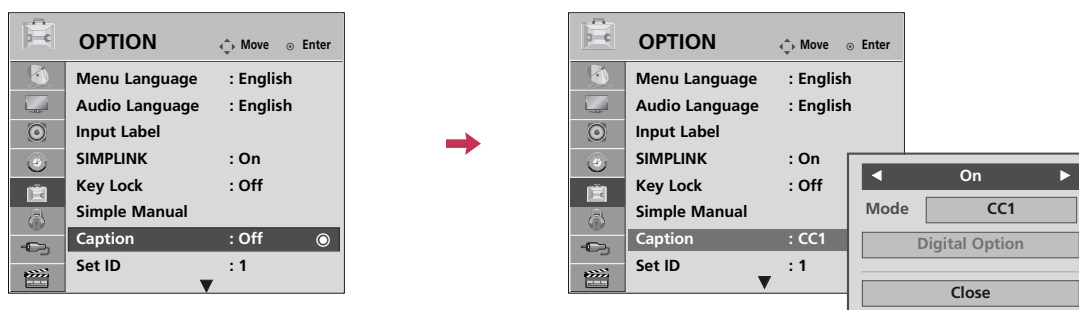 OPTION Move Enter
Menu Language : English
Audio Language : English
Input Label
SIMPLINK : On
Key Lock : Off
Simple Manual
Caption : Off
Set ID : 1
OPTION Move Enter
Menu Language : English
Audio Language : English
Input Label
SIMPLINK : On
Key Lock : Off
Simple Manual
Caption : CC1
Set ID : 1
On
Mode CC1
Digital Option
Close